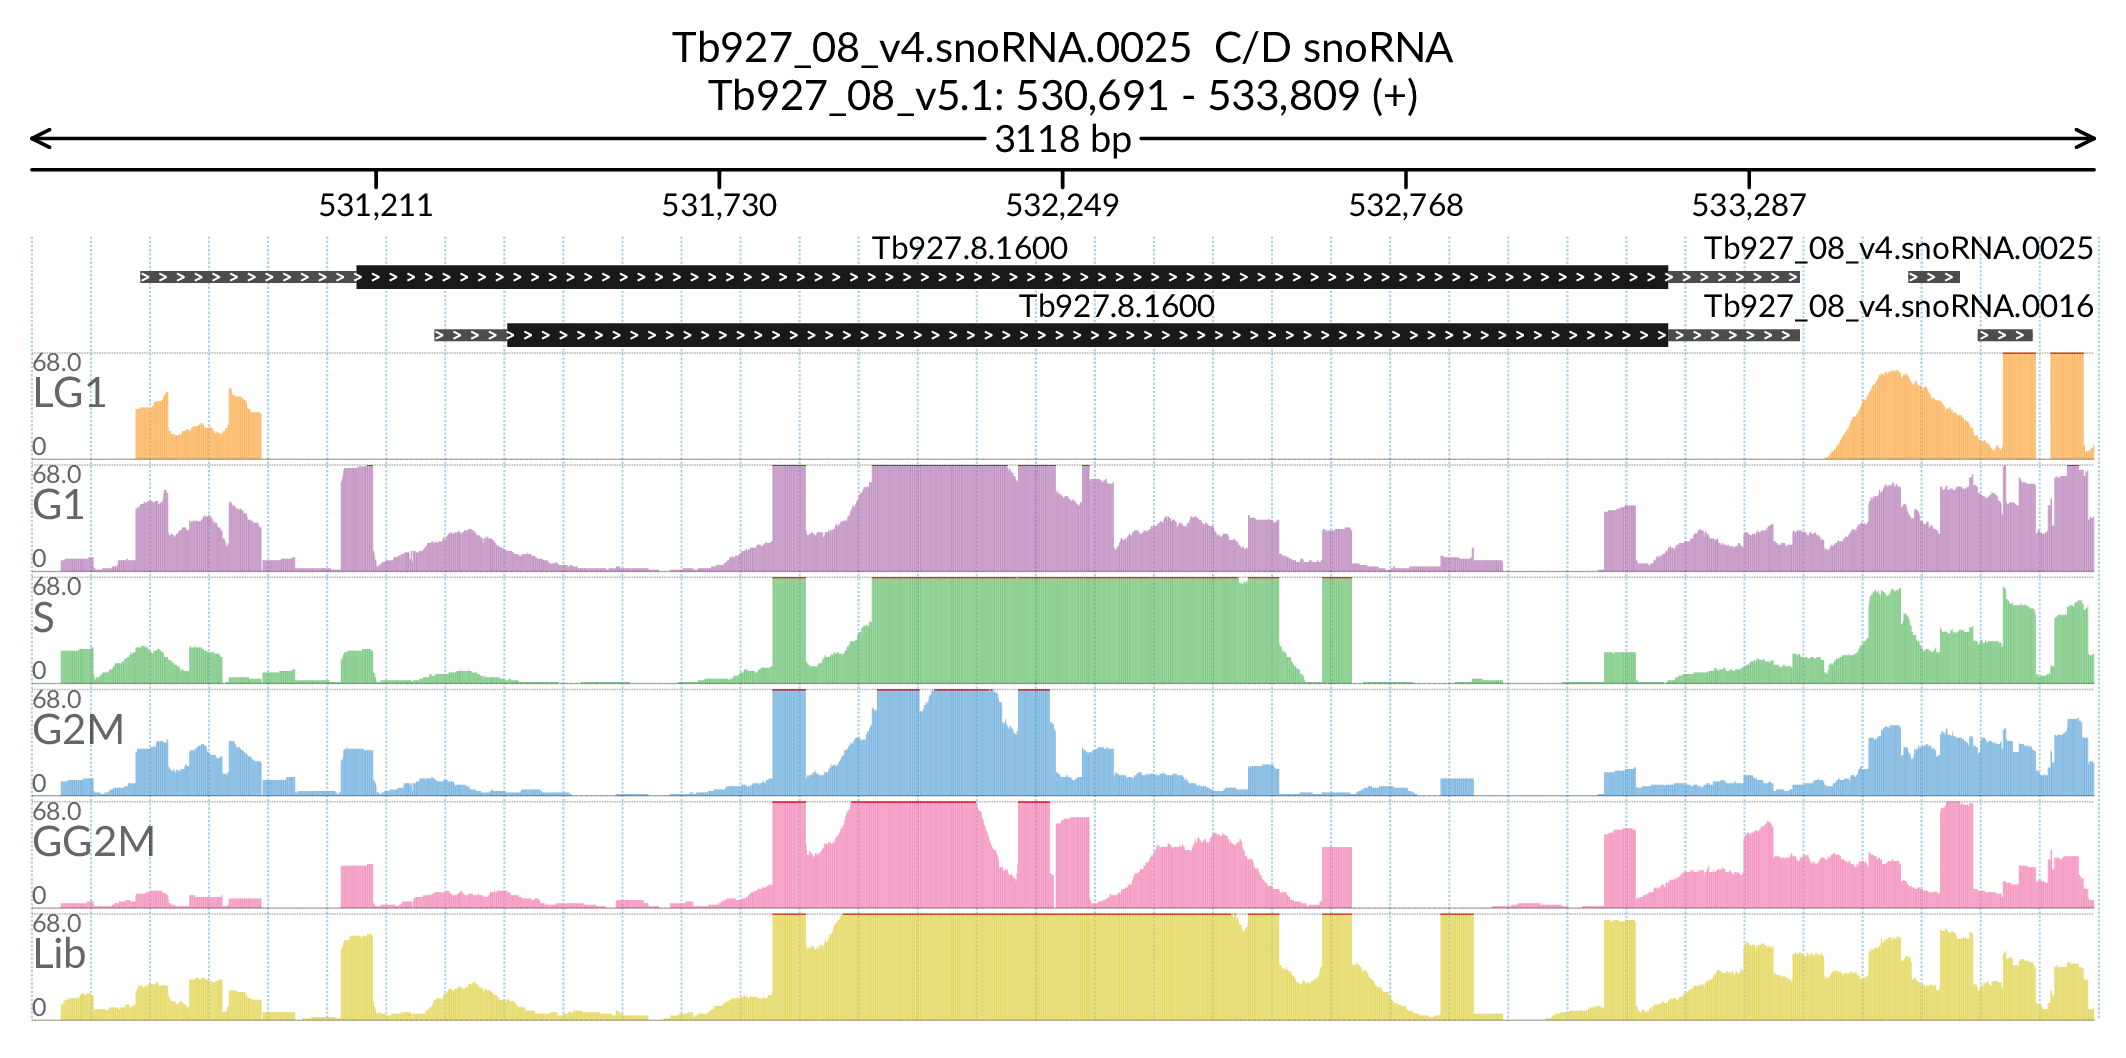 Tb927_08_v4.snoRNA.0025  C/D snoRNA
Tb927_08_v5.1: 530,691 - 533,809 (+)
3118 bp
531,211 531,730 532,249 532,768 533,287
Tb927.8.1600 Tb927_08_v4.snoRNA.0025
Tb927.8.1600 Tb927_08_v4.snoRNA.0016
68.0
LG1
0
68.0
G1
0
68.0
S
0
68.0
G2M
0
68.0
GG2M
0
68.0
Lib
0